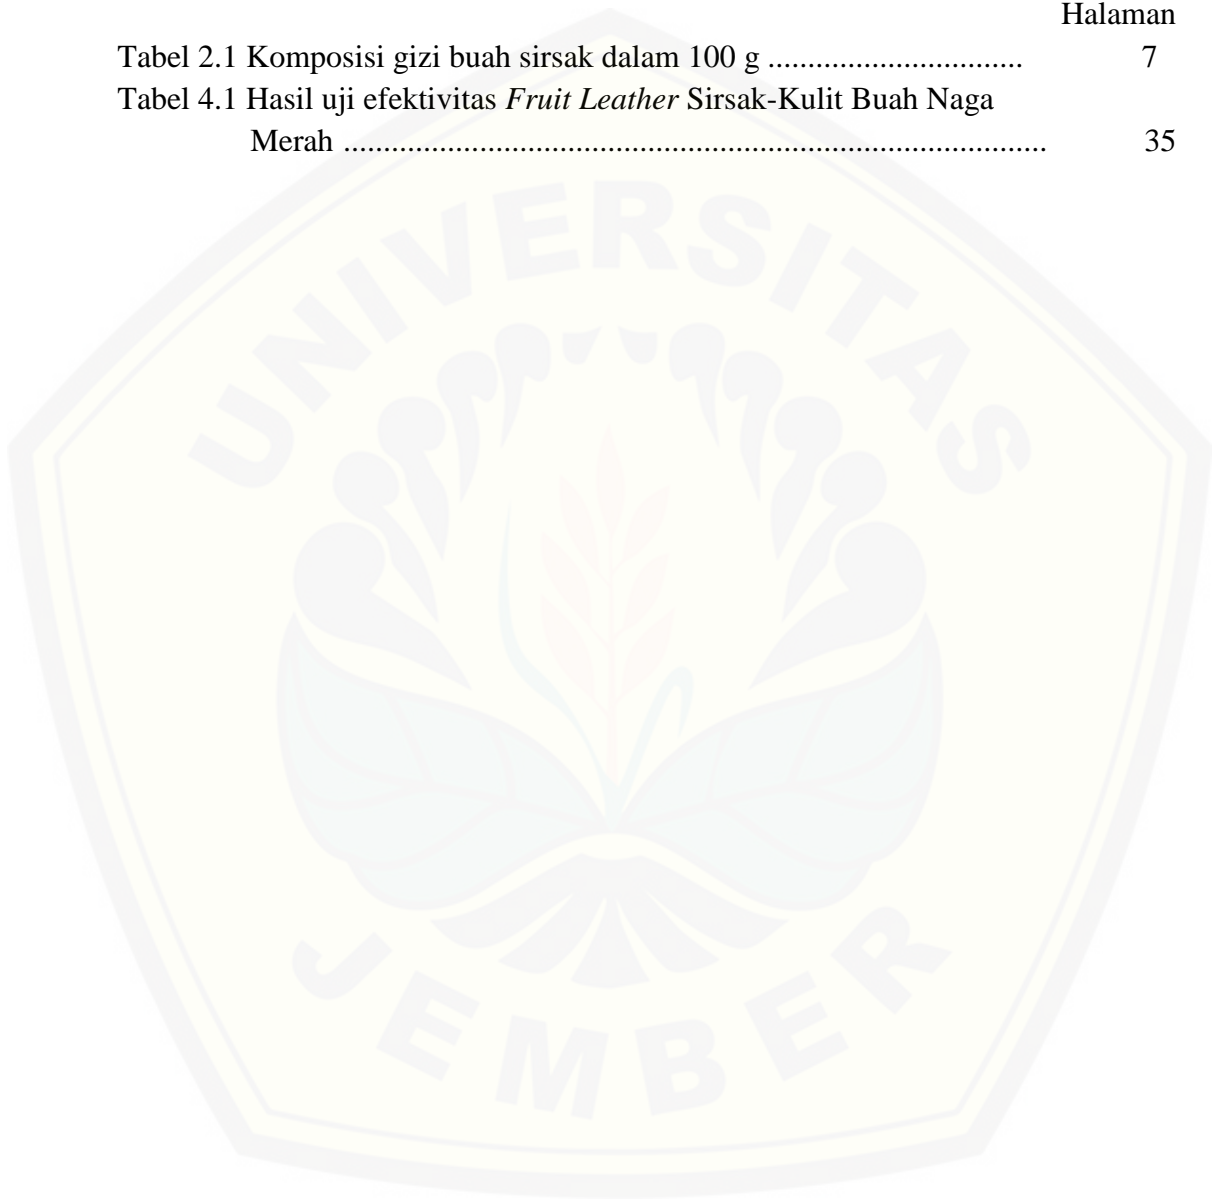 Halaman
Tabel 2.1 Komposisi gizi buah sirsak dalam 100 g ................................ 7
Tabel 4.1 Hasil uji efektivitas Fruit Leather Sirsak-Kulit Buah Naga
Merah ........................................................................................ 35
UNIVERSITAS
JEMBER